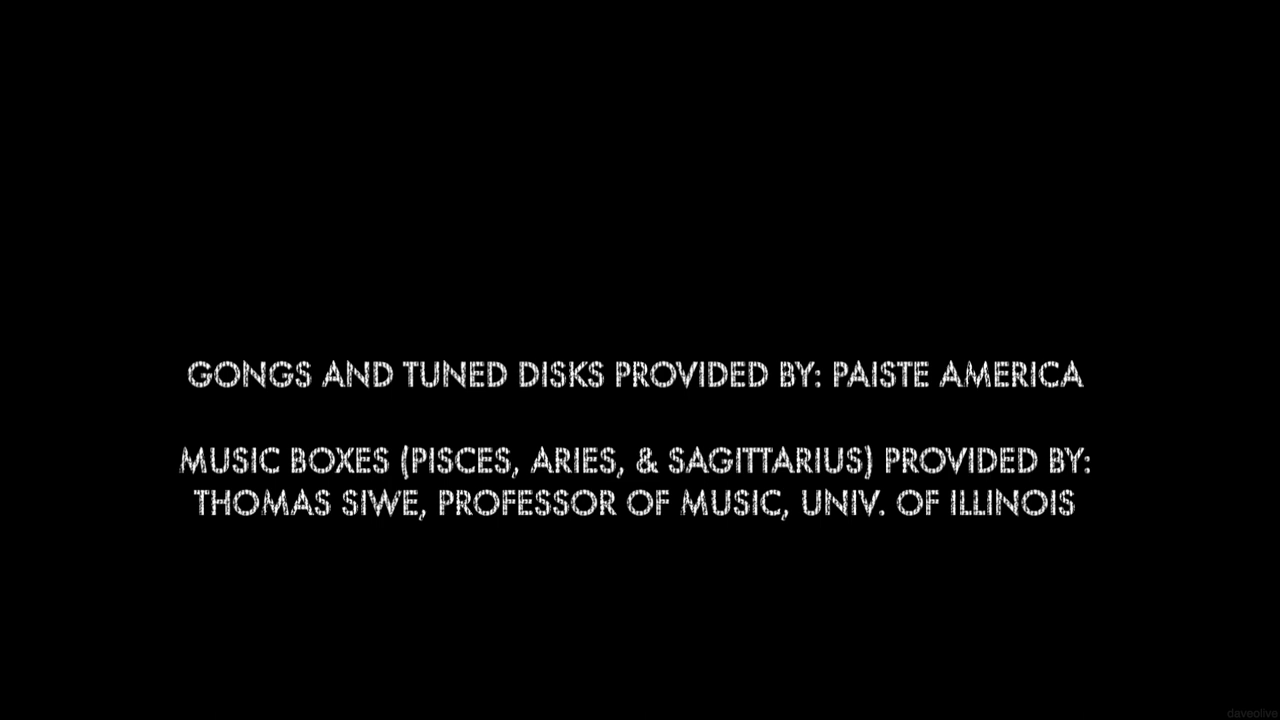 GONGS AND TUNED DISKS PROVIDED BY: PAISTE AMERICA
MUSIC BOXES (PISCES, ARIES, & SAGITTARIUS) PROVIDED BY:
THOMAS SIWE, PROFESSOR OF MUSIC, UNIV. OF ILLINOIS